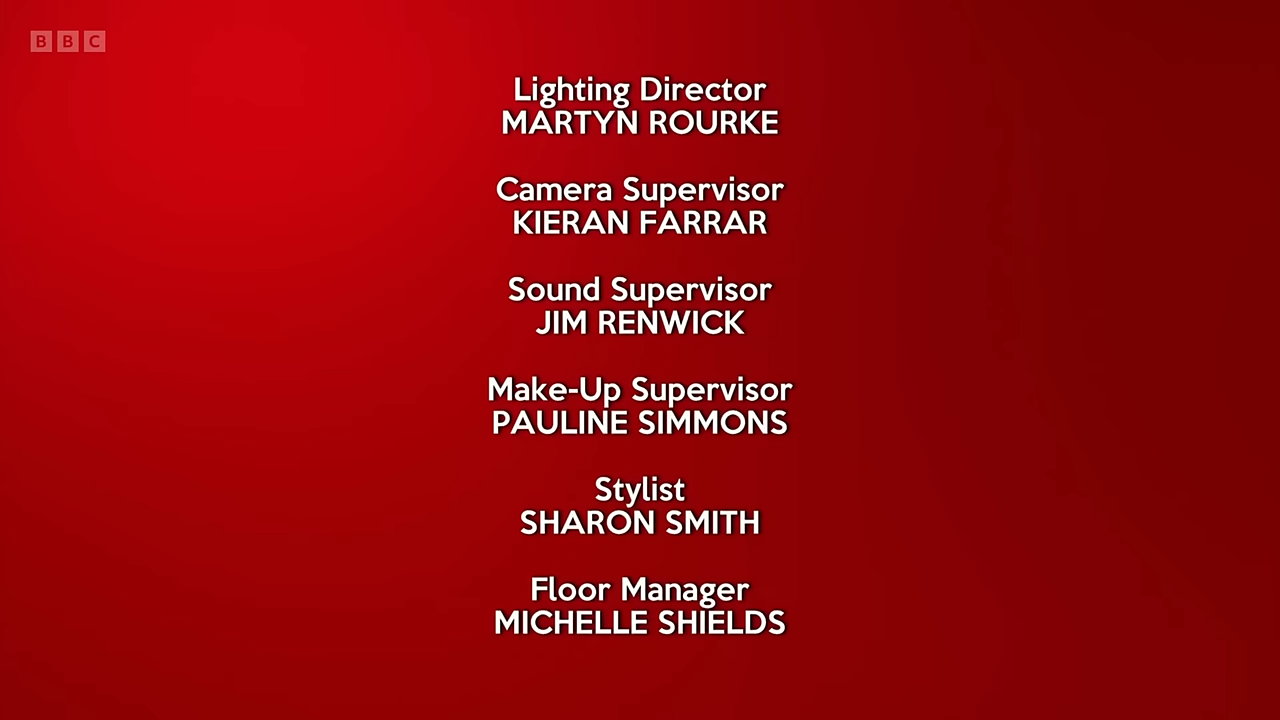 BBC
Lighting Director
MARTYN ROURKE
Camera Supervisor
KIERAN FARRAR
Sound Supervisor
JIM RENWICK
Make-Up Supervisor
PAULINE SIMMONS
Stylist
SHARON SMITH
Floor Manager
MICHELLE SHIELDS